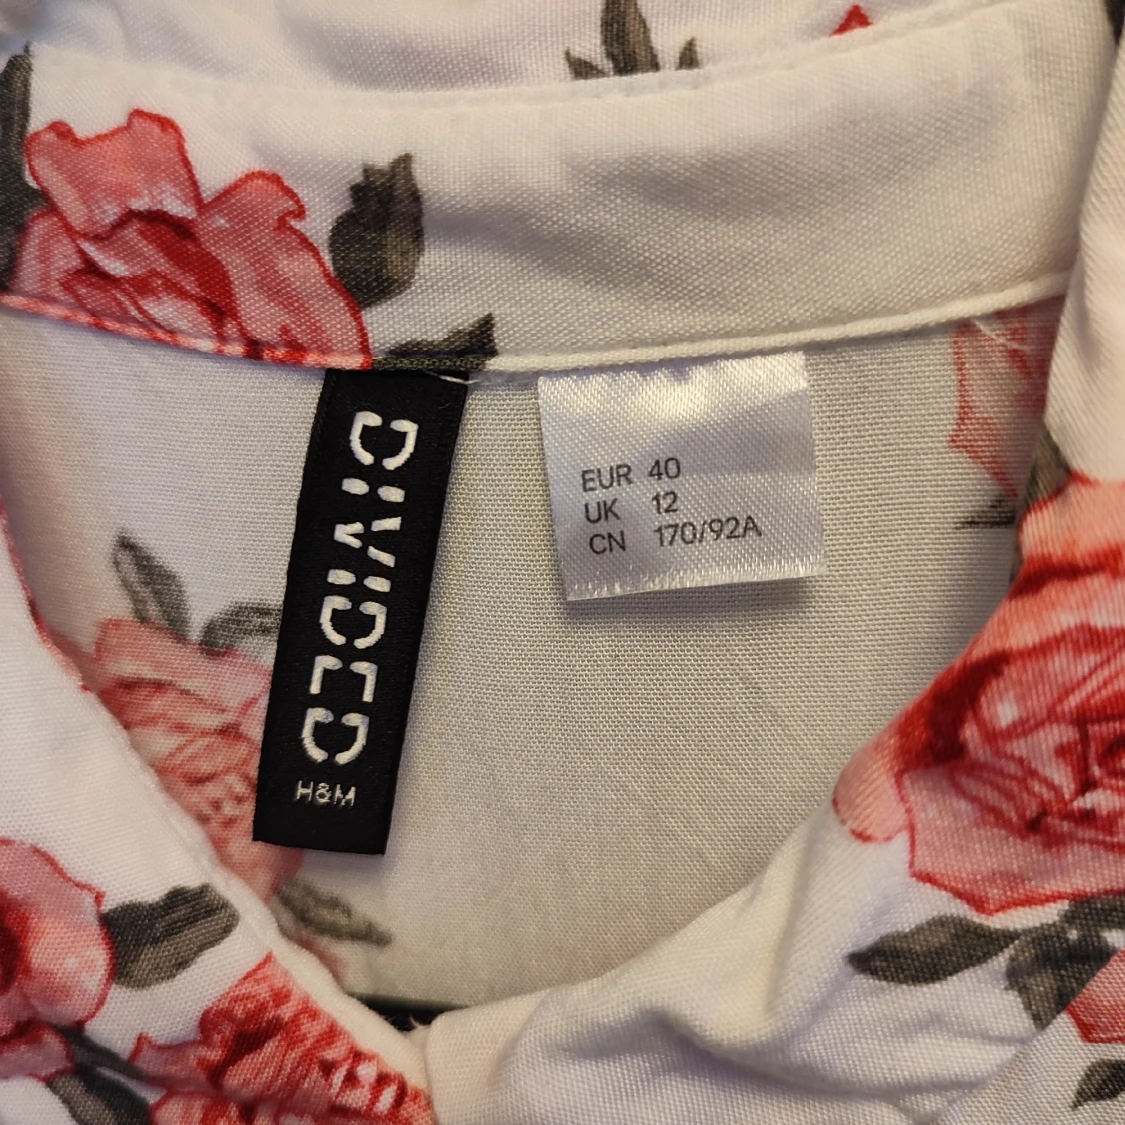 DIVIDED
H&M
EUR 40
UK 12
CN 170/92A